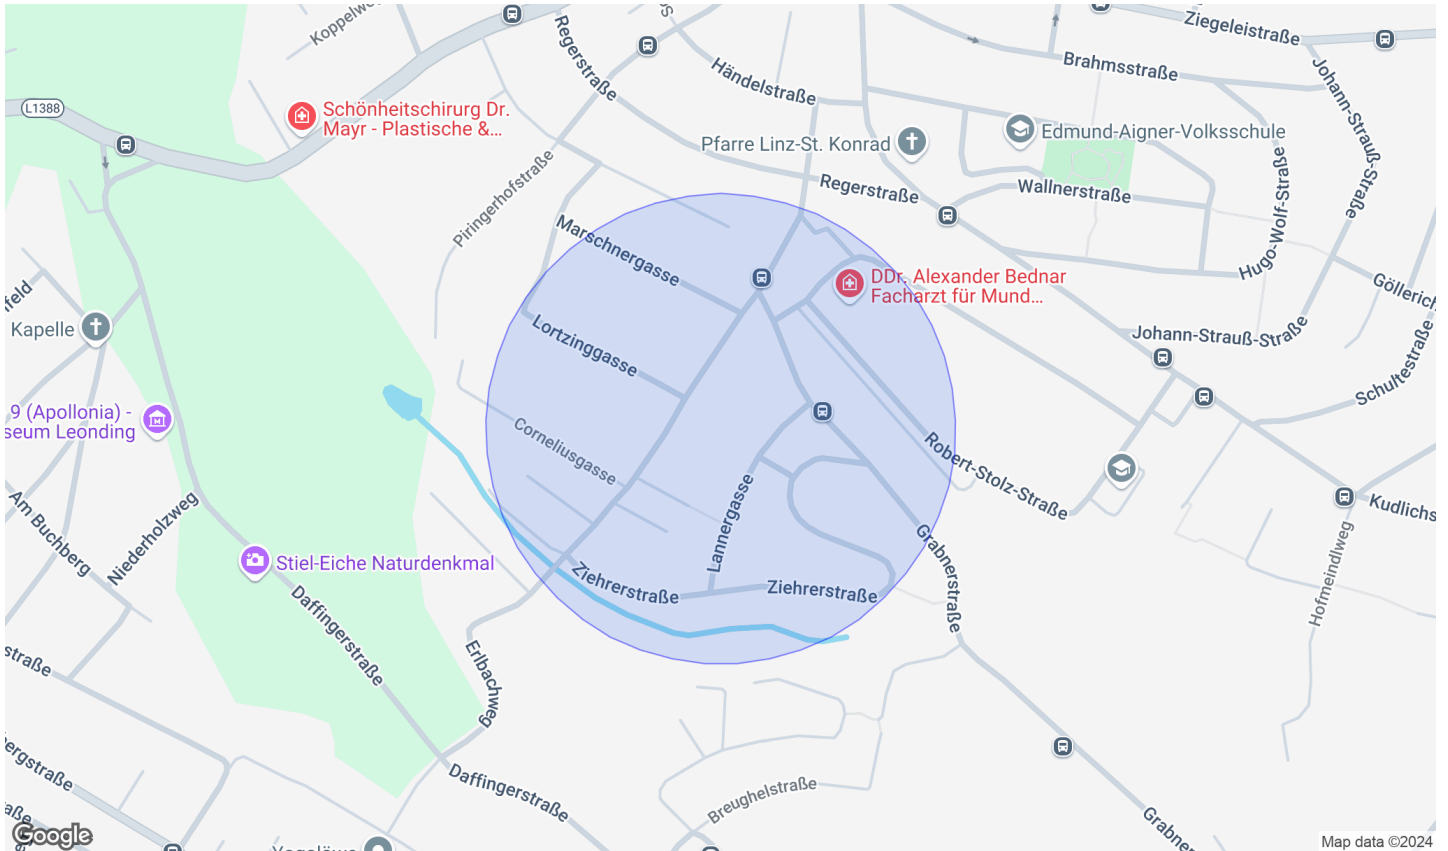 Koppelw
Regerstraße
Händelstraße
Ziegeleistraße
Brahmsstraße
Johann-Strauß-Straße
L1388
Schönheitschirurg Dr.
Mayr - Plastische &...
Pfarre Linz-St. Konrad
Edmund-Aigner-Volksschule
Piringerhofstraße
Regerstraße
Wallnerstraße
Hugo-Wolf-Straße
Marschnergasse
DDr. Alexander Bednar
Facharzt für Mund...
Göllerich
feld
Kapelle
Lortzinggasse
Johann-Strauß-Straße
Schultestraße
9 (Apollonia) -
seum Leonding
Corneliusgasse
Robert-Stolz-Straße
Am Buchberg
Niederholzweg
Lannergasse
Grabnerstraße
Kudlichs
Hofmeindlweg
Stiel-Eiche Naturdenkmal
Ziehrerstraße
Ziehrerstraße
Daffingerstraße
Erlbachweg
straße
ergstraße
Daffingerstraße
Breughelstraße
Grabner
aße
Google
Map data ©2024